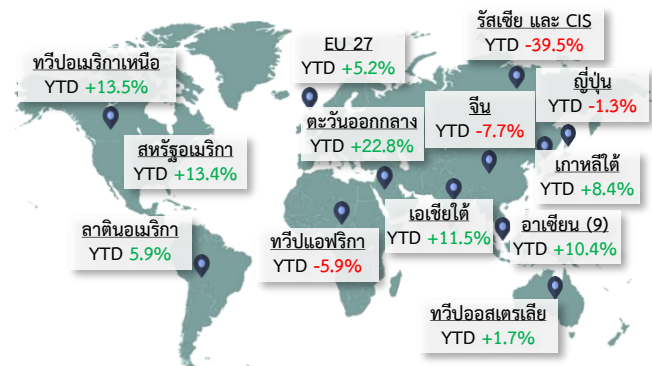 ทวีปอเมริกาเหนือ
YTD +13.5%
สหรัฐอเมริกา
YTD +13.4%
ลาตินอเมริกา
YTD 5.9%
EU 27
YTD +5.2%
ตะวันออกกลาง
YTD +22.8%
ทวีปแอฟริกา
YTD -5.9%
รัสเซีย และ CIS
YTD -39.5%
จีน
YTD -7.7%
ญี่ปุ่น
YTD -1.3%
เกาหลีใต้
YTD +8.4%
เอเชียใต้
YTD +11.5%
อาเซียน (9)
YTD +10.4%
ทวีปออสเตรเลีย
YTD +1.7%